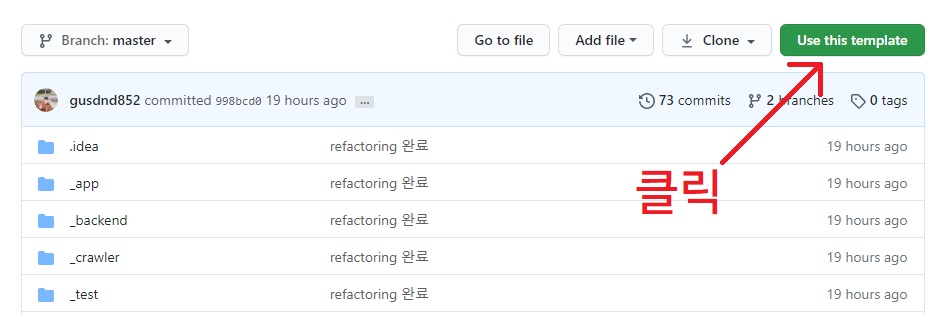 Branch: master Go to file Add file Clone Use this template
gusdnd852 committed 998bcd0 19 hours ago ... 73 commits 2 branches 0 tags
.idea refactoring 완료 19 hours ago
_app refactoring 완료 19 hours ago
클릭
_backend refactoring 완료 19 hours ago
_crawler refactoring 완료 19 hours ago
_test refactoring 완료 19 hours ago